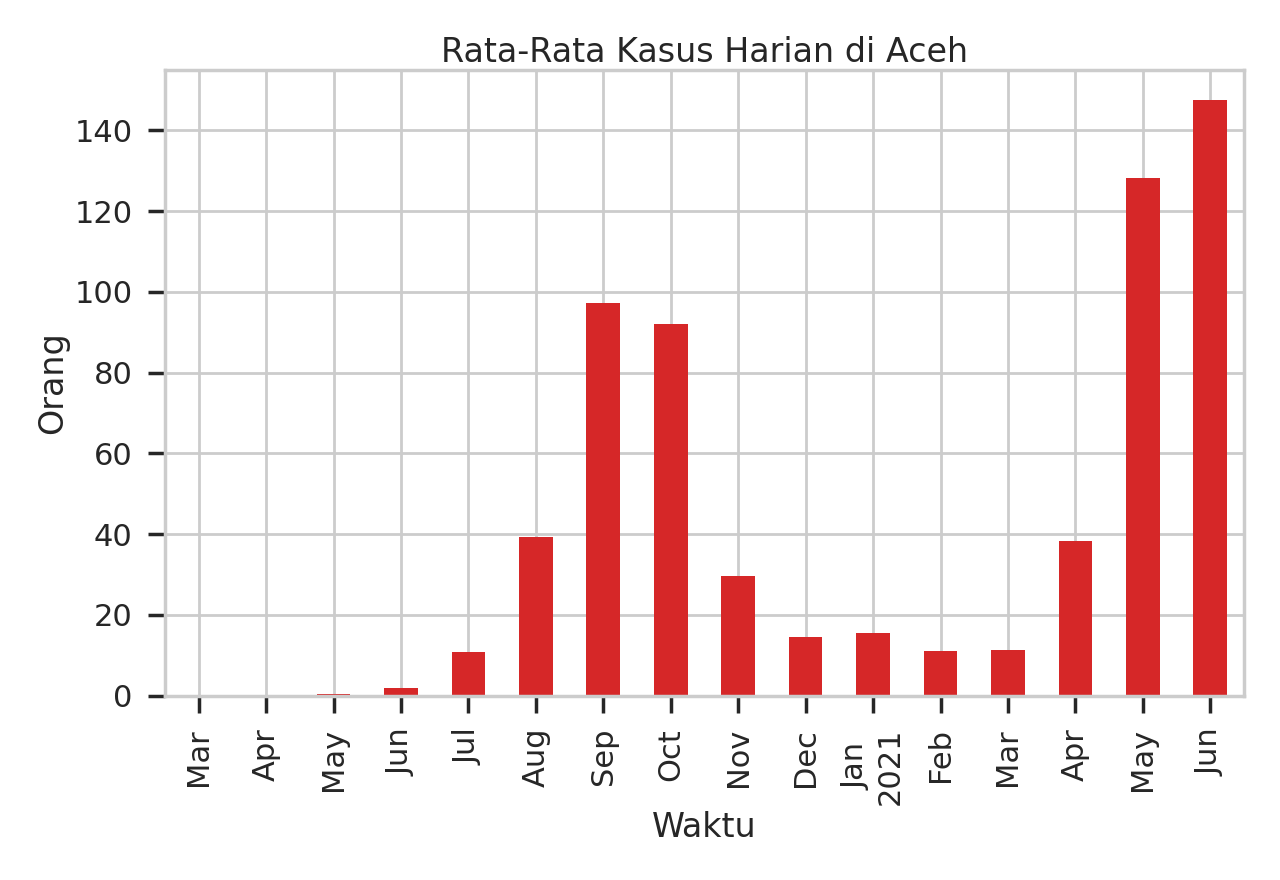 Rata-Rata Kasus Harian di Aceh
Orang
140
120
100
80
60
40
20
0
Mar
Apr
May
Jun
Jul
Aug
Sep
Oct
Nov
Dec
Jan
2021
Feb
Mar
Apr
May
Jun
Waktu